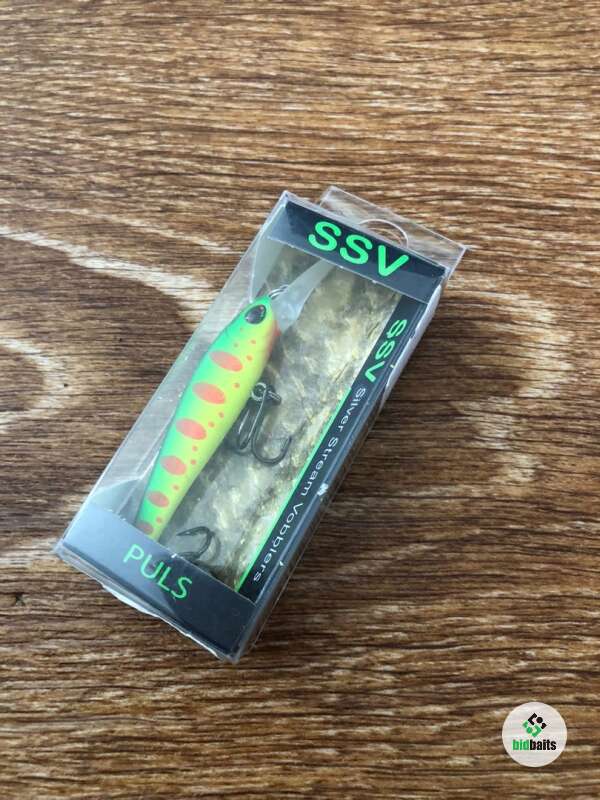 SSV
SSV Silver Stream Vobblers
PULS
bidbaits